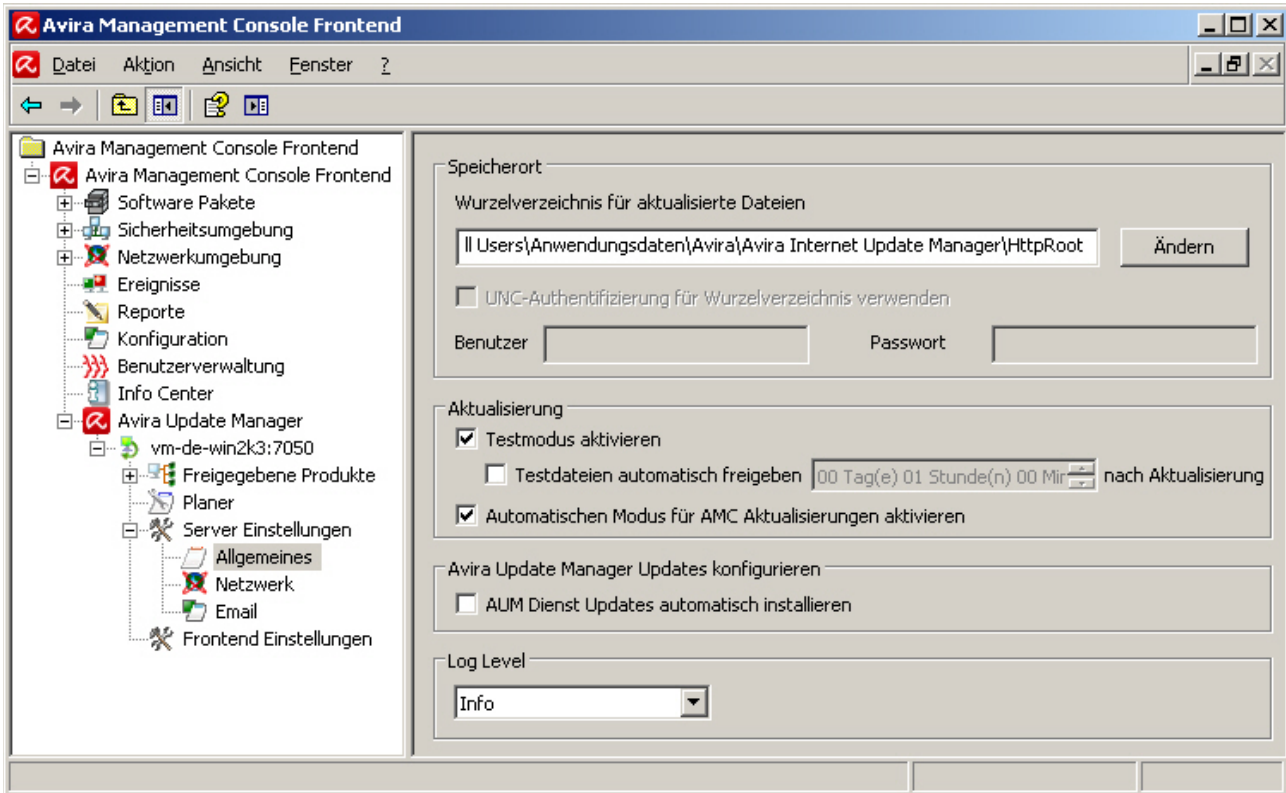 Avira Management Console Frontend
Datei Aktion Ansicht Fenster ?
Avira Management Console Frontend
Avira Management Console Frontend
Software Pakete
Sicherheitsumgebung
Netzwerkumgebung
Ereignisse
Reporte
Konfiguration
Benutzerverwaltung
Info Center
Avira Update Manager
vm-de-win2k3:7050
Freigegebene Produkte
Planer
Server Einstellungen
Allgemeines
Netzwerk
Email
Frontend Einstellungen
Speicherort
Wurzelverzeichnis für aktualisierte Dateien
ll Users\Anwendungsdaten\Avira\Avira Internet Update Manager\HttpRoot Ändern
UNC-Authentifizierung für Wurzelverzeichnis verwenden
Benutzer Passwort
Aktualisierung
Testmodus aktivieren
Testdateien automatisch freigeben 00 Tag(e) 01 Stunde(n) 00 Mir nach Aktualisierung
Automatischen Modus für AMC Aktualisierungen aktivieren
Avira Update Manager Updates konfigurieren
AUM Dienst Updates automatisch installieren
Log Level
Info